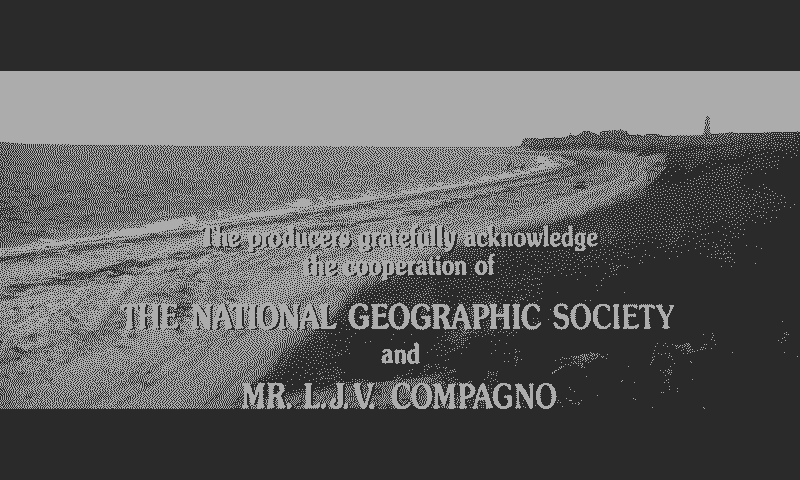 The producers gratefully acknowledge
the cooperation of
THE NATIONAL GEOGRAPHIC SOCIETY
and
MR. L.J.V. COMPAGNO